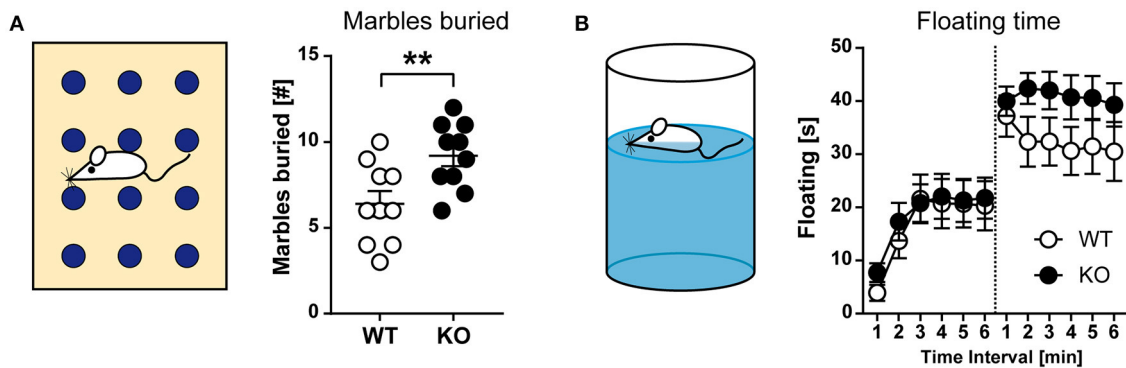 A
Marbles buried
Marbles buried [#]
15
10
5
0
**
WT
KO
B
Floating time
Floating [s]
50
40
30
20
10
0
WT
KO
1 2 3 4 5 6 1 2 3 4 5 6
Time Interval [min]